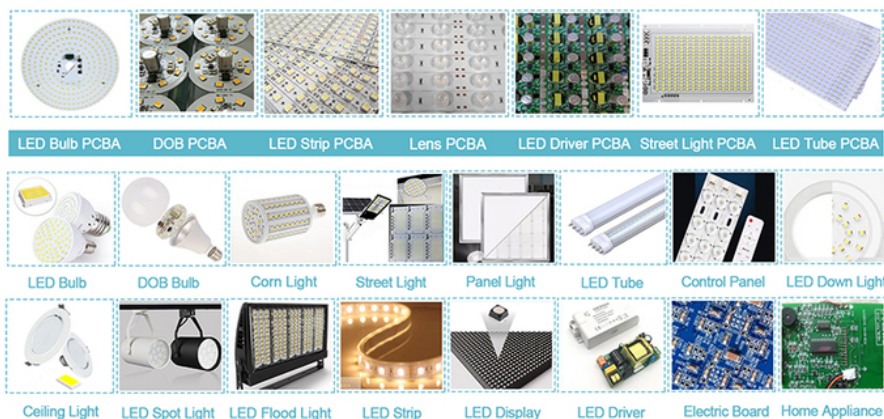 LED Bulb PCBA DOB PCBA LED Strip PCBA Lens PCBA LED Driver PCBA Street Light PCBA LED Tube PCBA
LED Bulb DOB Bulb Corn Light Street Light Panel Light LED Tube Control Panel LED Down Light
Ceiling Light LED Spot Light LED Flood Light LED Strip LED Display LED Driver Electric Board Home Appliance